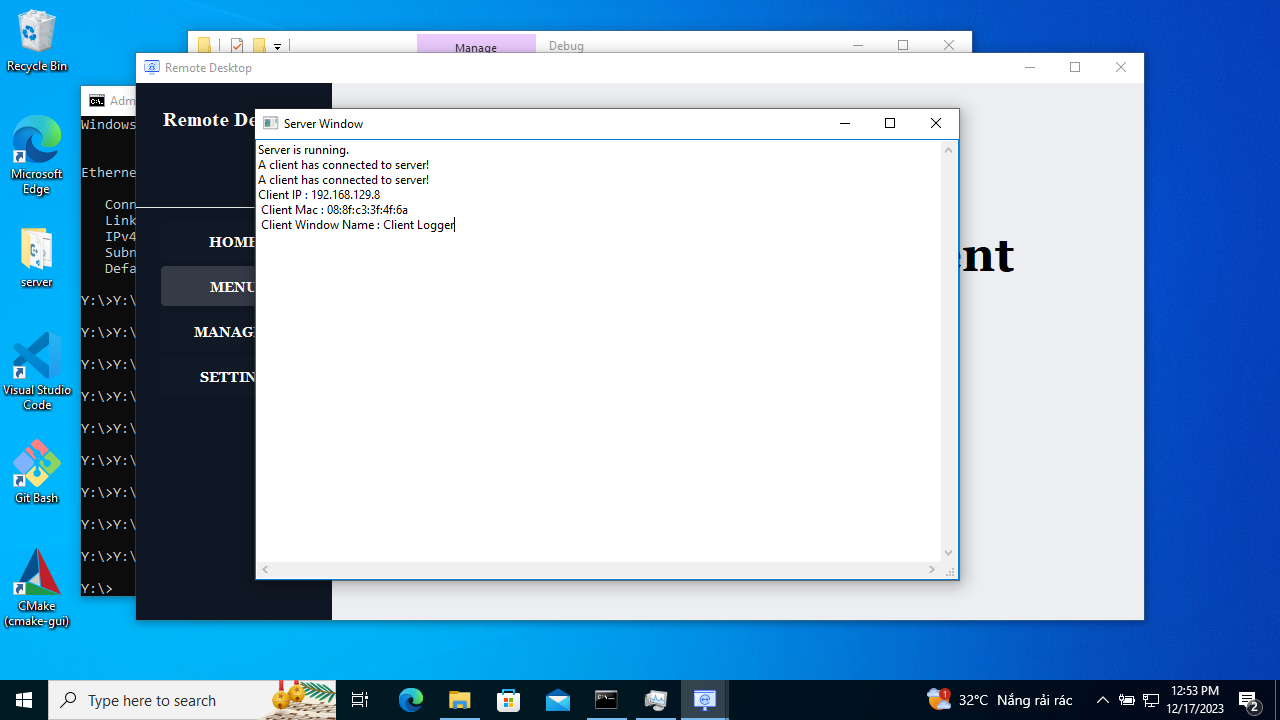 Recycle Bin
Microsoft Edge
server
Visual Studio Code
Git Bash
CMake (cmake-gui)
Manage
Debug
Remote Desktop
Remote De
HOME
MENU
MANAG
SETTIN
ent
Adm
Windows
Etherne
Conn
Link
IPv4
Subn
Defa
Y:\>Y:\
Y:\>Y:\
Y:\>Y:\
Y:\>Y:\
Y:\>Y:\
Y:\>Y:\
Y:\>Y:\
Y:\>Y:\
Y:\>Y:\
Y:\>
Server Window
Server is running.
A client has connected to server!
A client has connected to server!
Client IP : 192.168.129.8
Client Mac : 08:8f:c3:3f:4f:6a
Client Window Name : Client Logger
Type here to search
1
32°C Nắng rải rác
12:53 PM
12/17/2023
2